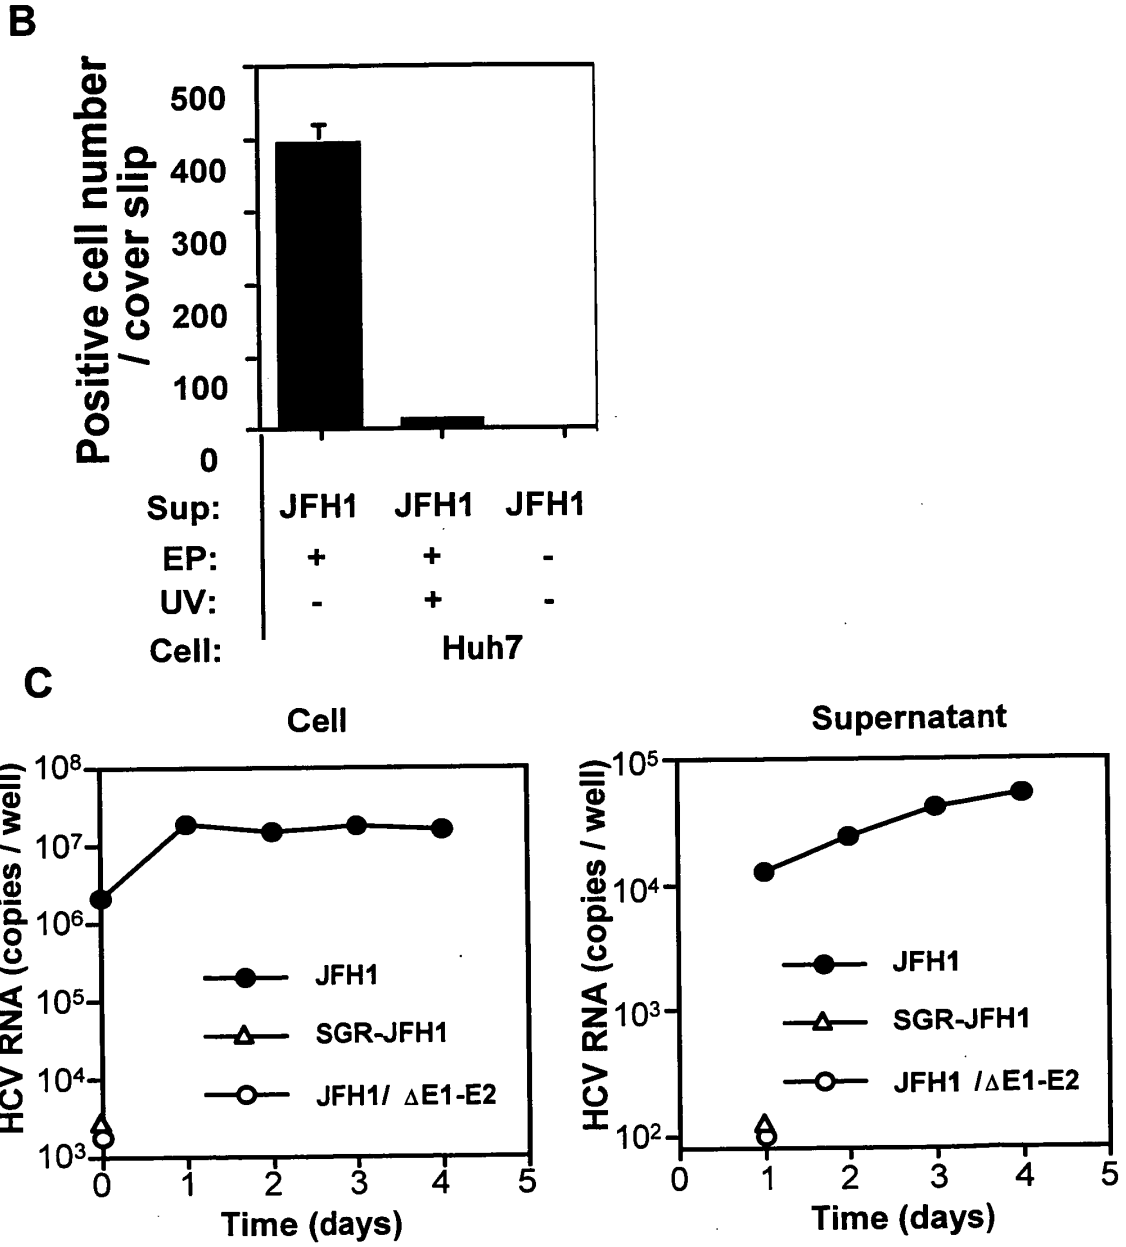 B
Positive cell number
/ cover slip
500
400
300
200
100
0
Sup: JFH1 JFH1 JFH1
EP: + + -
UV: - + -
Cell: Huh7
C
Cell
HCV RNA (copies / well)
10⁸
10⁷
10⁶
10⁵
10⁴
10³
JFH1
SGR-JFH1
JFH1/ ΔE1-E2
0 1 2 3 4 5
Time (days)
Supernatant
HCV RNA (copies / well)
10⁵
10⁴
10³
10²
JFH1
SGR-JFH1
JFH1 /ΔE1-E2
0 1 2 3 4 5
Time (days)